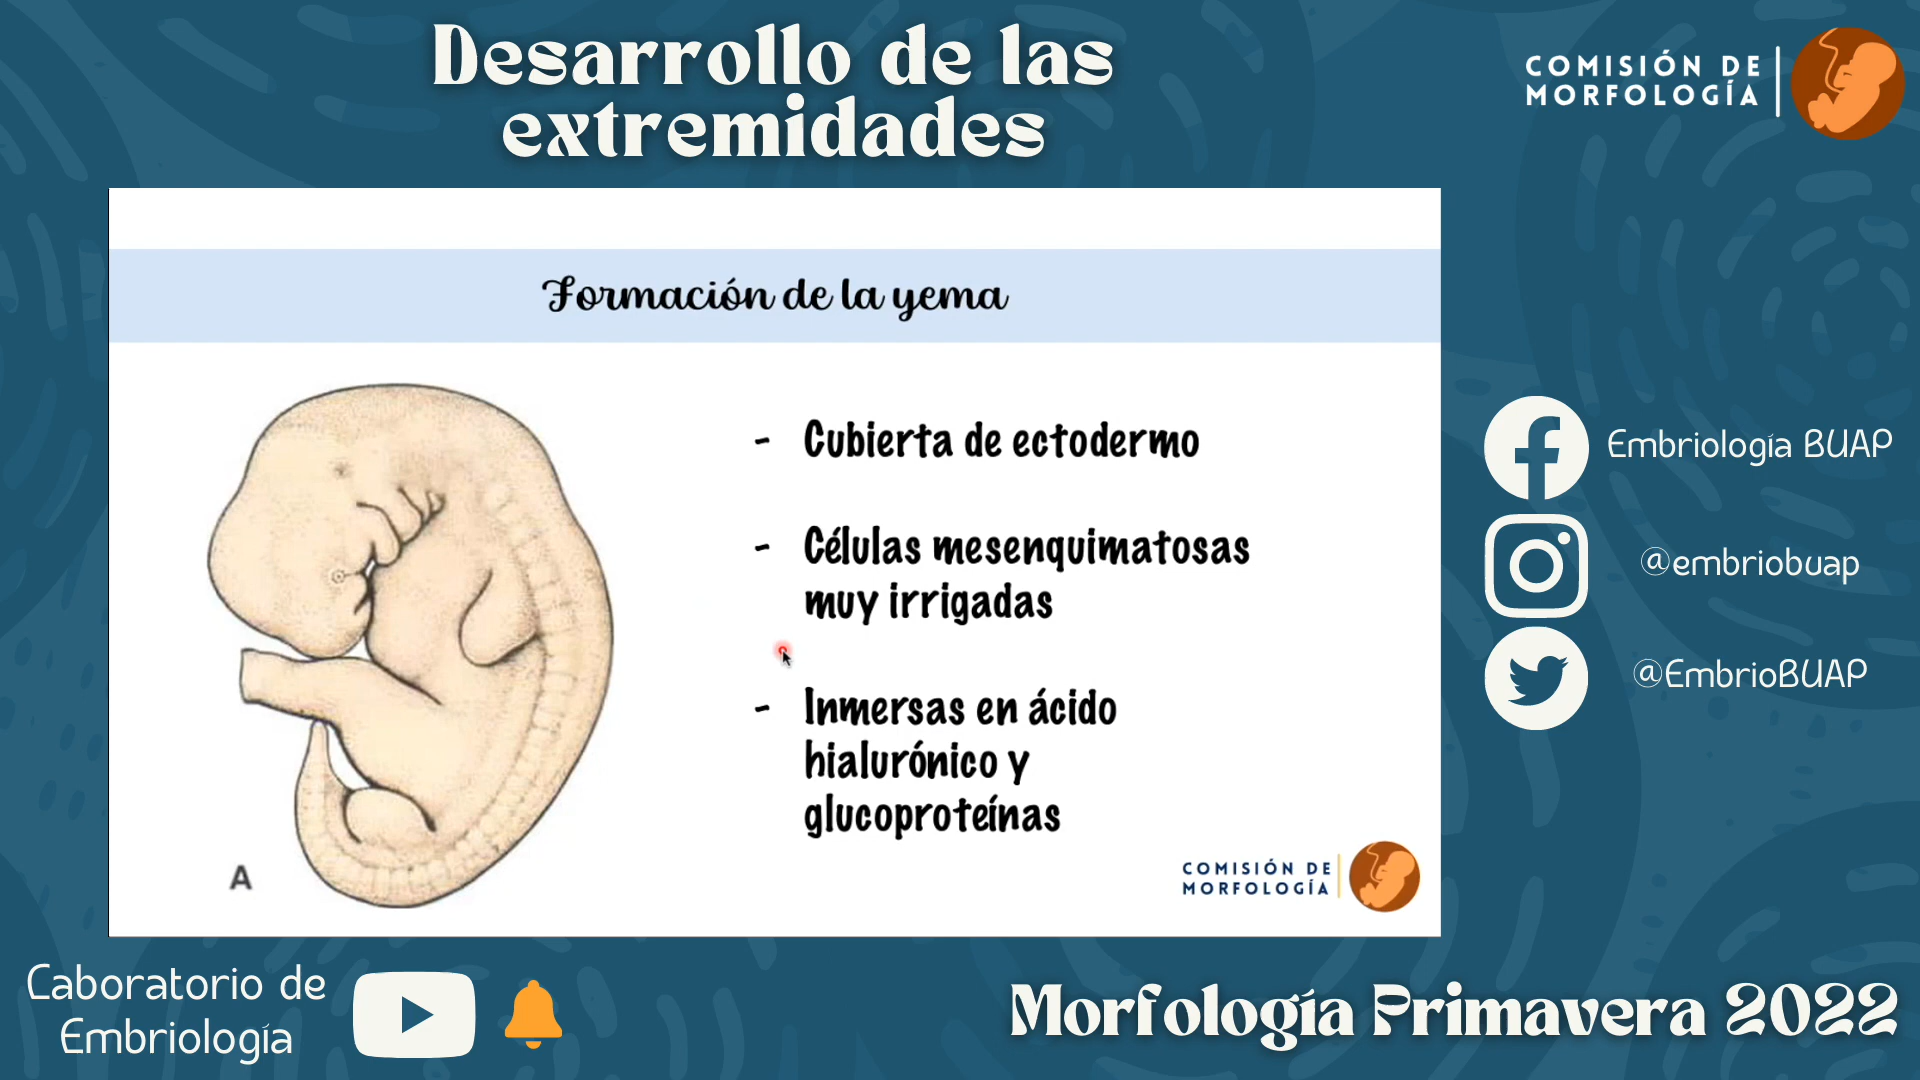 Desarrollo de las
extremidades
COMISIÓN DE
MORFOLOGÍA
Formación de la yema
- Cubierta de ectodermo
- Células mesenquimatosas
muy irrigadas
- Inmersas en ácido
hialurónico y
glucoproteínas
A
COMISIÓN DE
MORFOLOGÍA
Embriología BUAP
@embriobuap
@EmbrioBUAP
Laboratorio de
Embriología
Morfología Primavera 2022